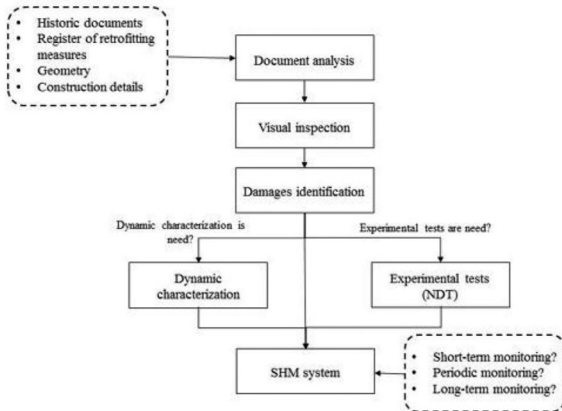 • Historic documents
• Register of retrofitting
measures
• Geometry
• Construction details
Document analysis
Visual inspection
Damages identification
Dynamic characterization is
need?
Experimental tests are need?
Dynamic
characterization
Experimental tests
(NDT)
SHM system
• Short-term monitoring?
• Periodic monitoring?
• Long-term monitoring?